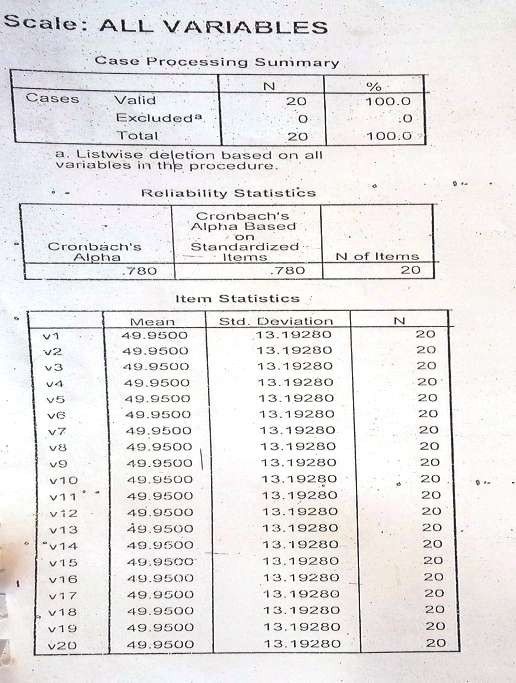 Scale: ALL VARIABLES
Case Processing Summary
N %
Cases Valid 20 100.0
Excludedª 0 .0
Total 20 100.0
a. Listwise deletion based on all
variables in the procedure.
Reliability Statistics
Cronbach's Alpha Cronbach's Alpha Based on Standardized Items N of Items
.780 .780 20
Item Statistics
Mean Std. Deviation N
v1 49.9500 13.19280 20
v2 49.9500 13.19280 20
v3 49.9500 13.19280 20
v4 49.9500 13.19280 20
v5 49.9500 13.19280 20
v6 49.9500 13.19280 20
v7 49.9500 13.19280 20
v8 49.9500 13.19280 20
v9 49.9500 13.19280 20
v10 49.9500 13.19280 20
v11 49.9500 13.19280 20
v12 49.9500 13.19280 20
v13 49.9500 13.19280 20
v14 49.9500 13.19280 20
v15 49.9500 13.19280 20
v16 49.9500 13.19280 20
v17 49.9500 13.19280 20
v18 49.9500 13.19280 20
v19 49.9500 13.19280 20
v20 49.9500 13.19280 20